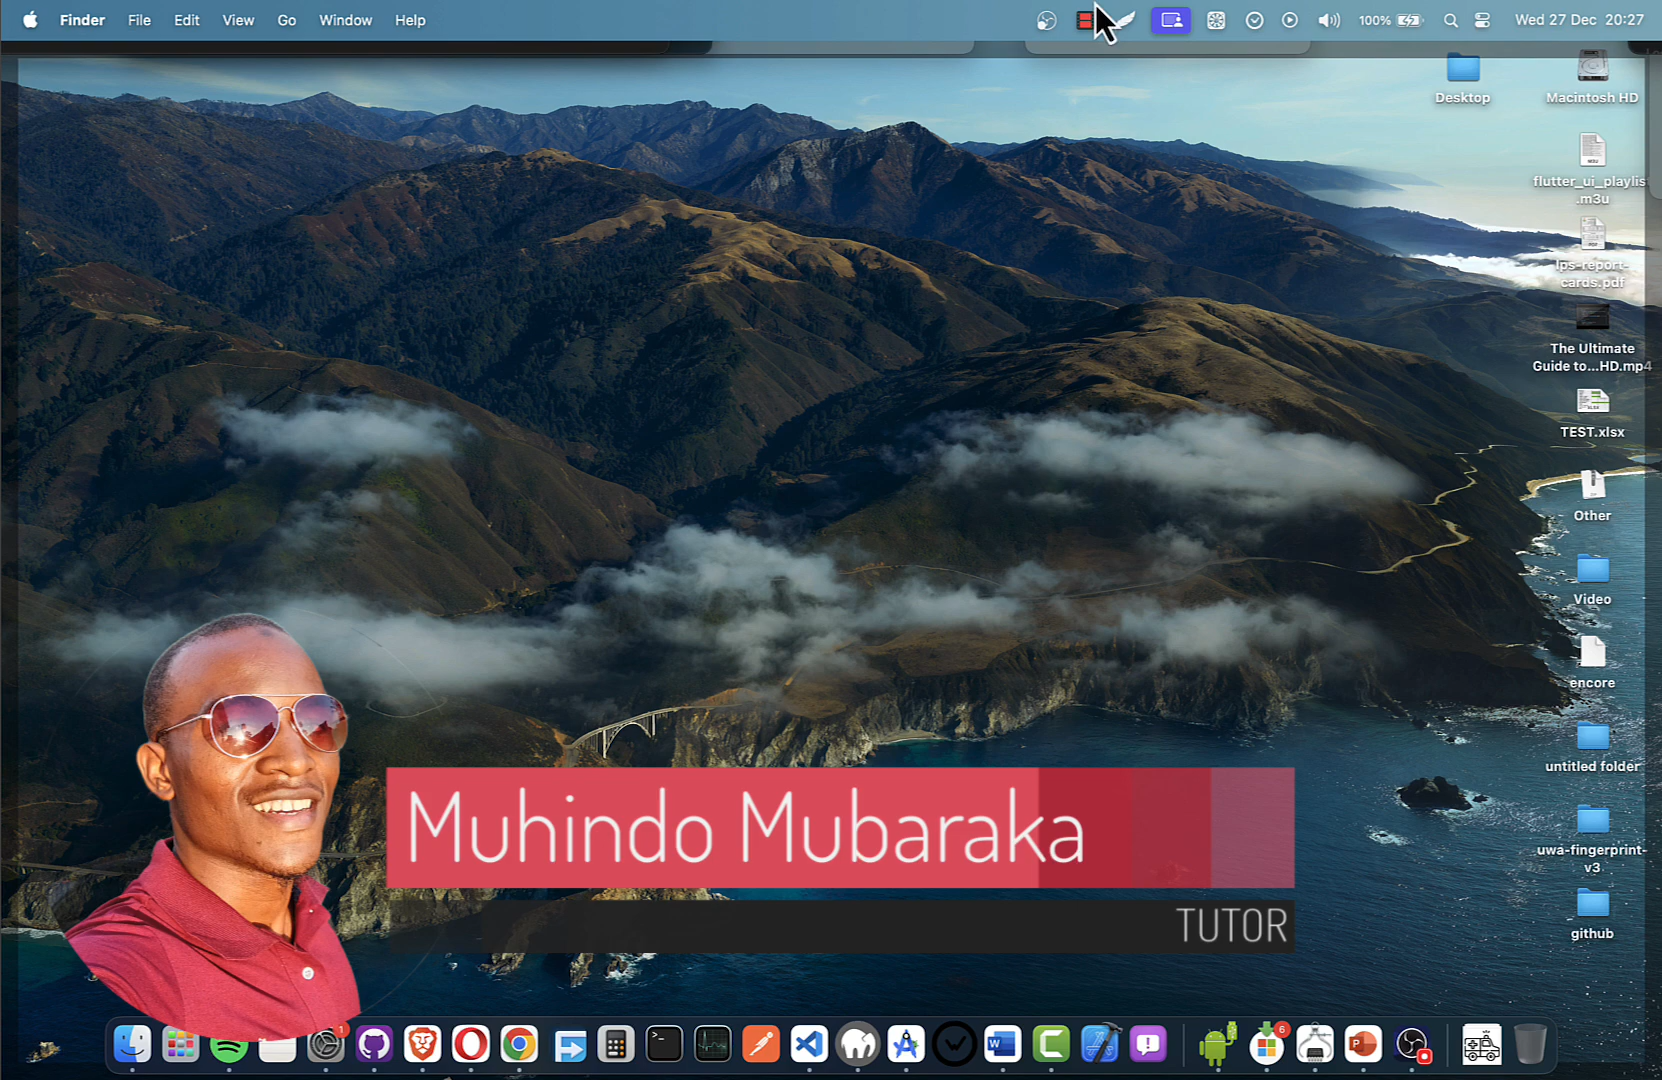 Finder File Edit View Go Window Help
100%
Wed 27 Dec 20:27
Desktop
Macintosh HD
flutter_ui_playlis
.m3u
lps-report-
cards.pdf
The Ultimate
Guide to...HD.mp4
TEST.xlsx
Other
Video
encore
untitled folder
uwa-fingerprint-
v3
github
Muhindo Mubaraka
TUTOR
1
6